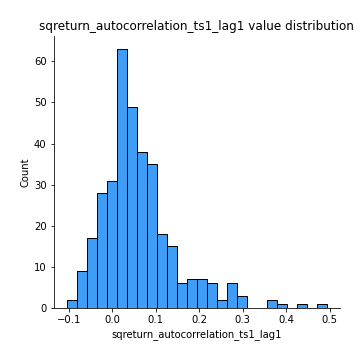 sqreturn_autocorrelation_ts1_lag1 value distribution
60
50
40
30
20
10
0
Count
−0.1 0.0 0.1 0.2 0.3 0.4 0.5
sqreturn_autocorrelation_ts1_lag1